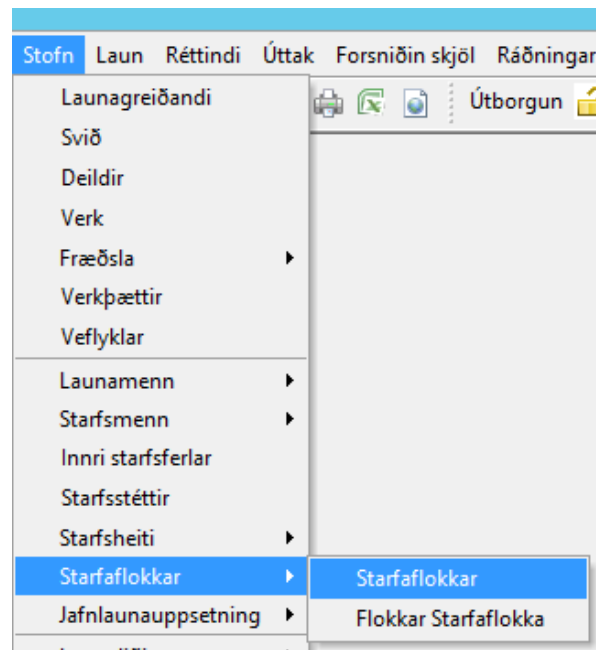 Stofn Laun Réttindi Úttak Forsniðin skjöl Ráðningar
Launagreiðandi
Útborgun
Svið
Deildir
Verk
Fræðsla
Verkþættir
Veflyklar
Launamenn
Starfsmenn
Innri starfsferlar
Starfsstéttir
Starfsheiti
Starfaflokkar Starfaflokkar
Jafnlaunauppsetning Flokkar Starfaflokka